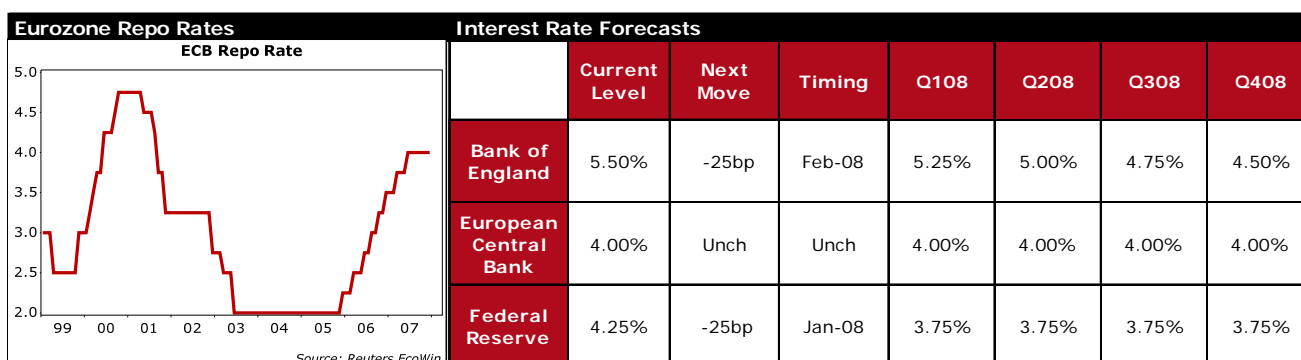 Eurozone Repo Rates
ECB Repo Rate
5.0
4.5
4.0
3.5
3.0
2.5
2.0
99 00 01 02 03 04 05 06 07
Source: Reuters EcoWin
Interest Rate Forecasts
Current Level Next Move Timing Q108 Q208 Q308 Q408
Bank of England 5.50% -25bp Feb-08 5.25% 5.00% 4.75% 4.50%
European Central Bank 4.00% Unch Unch 4.00% 4.00% 4.00% 4.00%
Federal Reserve 4.25% -25bp Jan-08 3.75% 3.75% 3.75% 3.75%